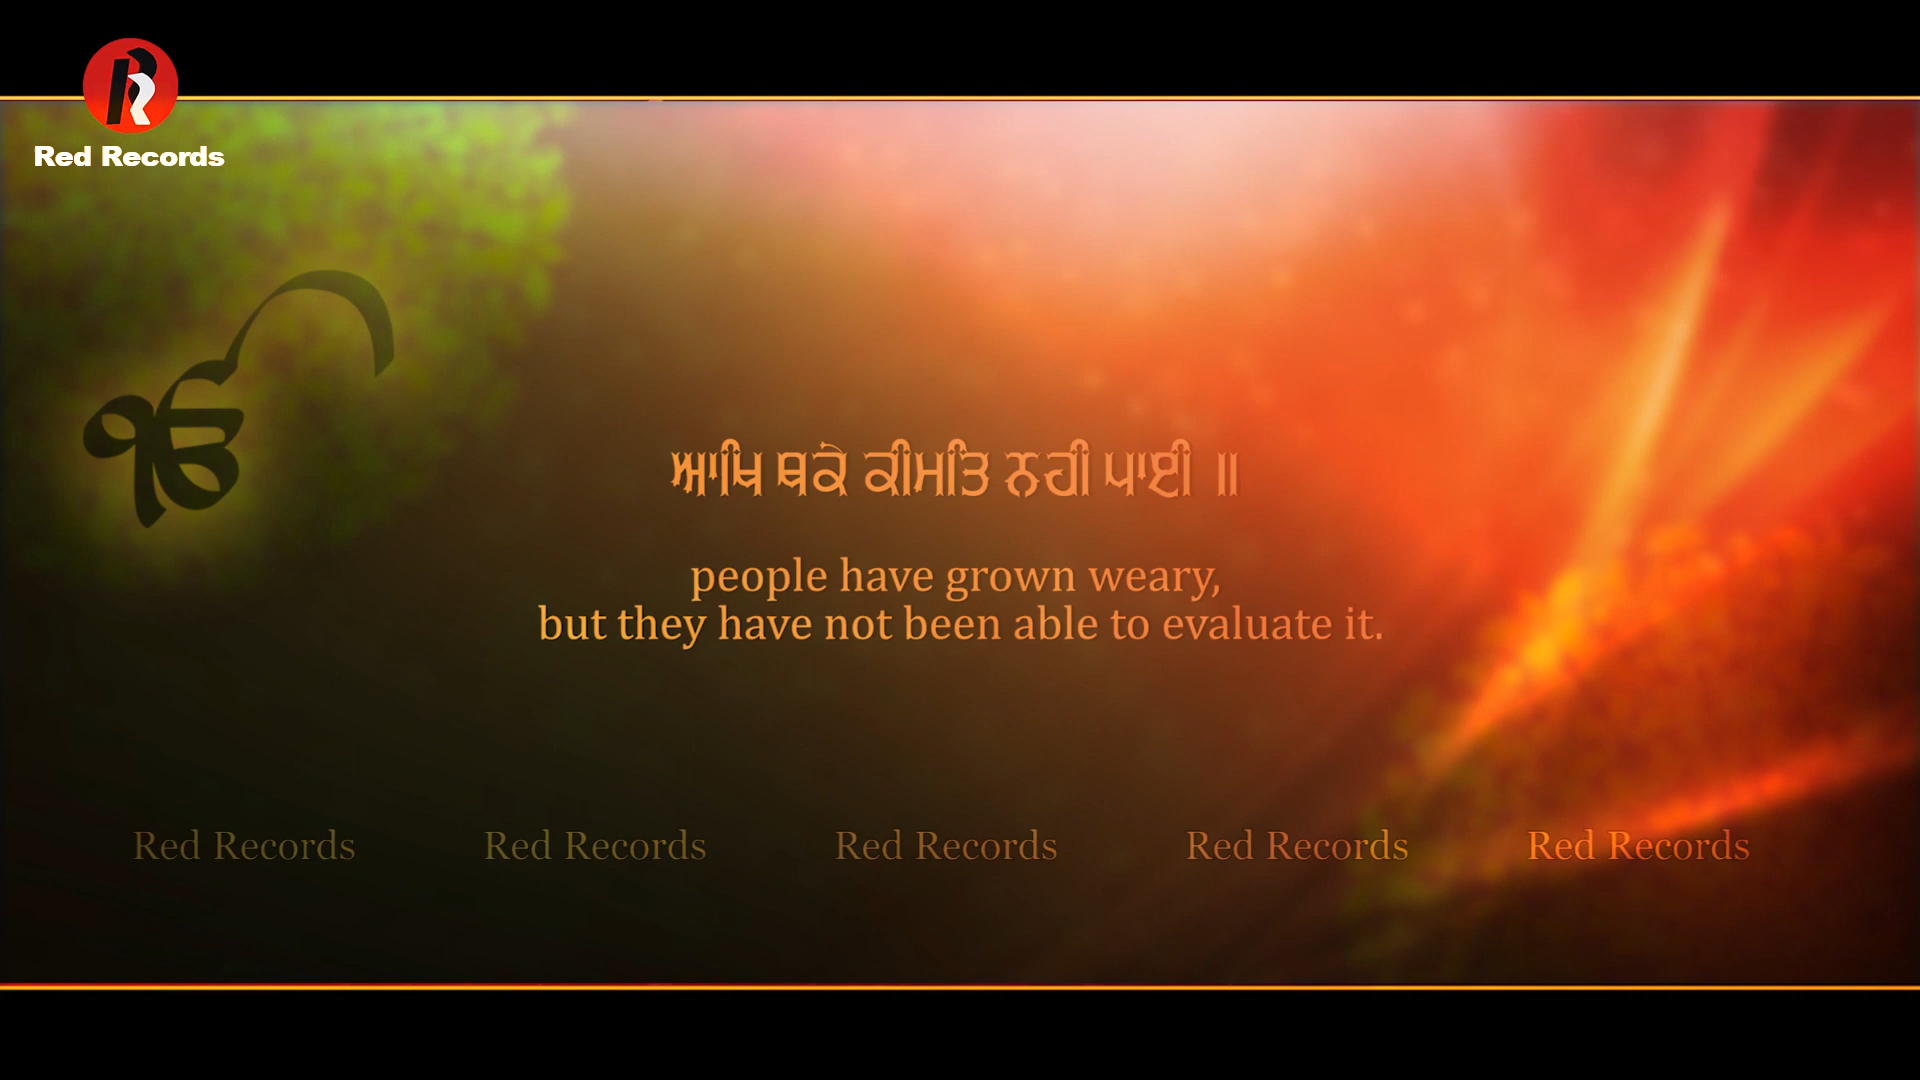 Red Records
ੴ
ਆਖਿ ਥਕੇ ਕੀਮਤਿ ਨਹੀ ਪਾਈ ॥
people have grown weary,
but they have not been able to evaluate it.
Red Records Red Records Red Records Red Records Red Records